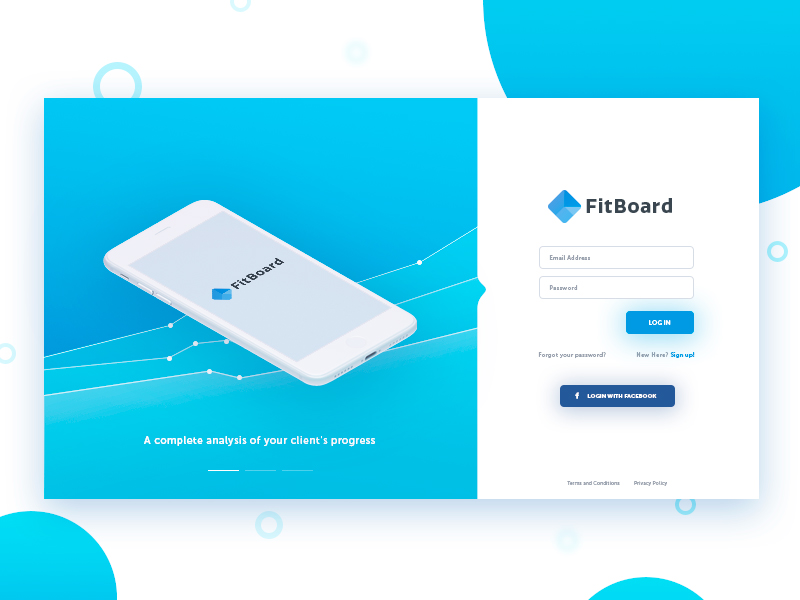 FitBoard
A complete analysis of your client's progress
FitBoard
Email Address
Password
LOG IN
Forgot your password?
New Here? Sign up!
f LOGIN WITH FACEBOOK
Terms and Conditions
Privacy Policy